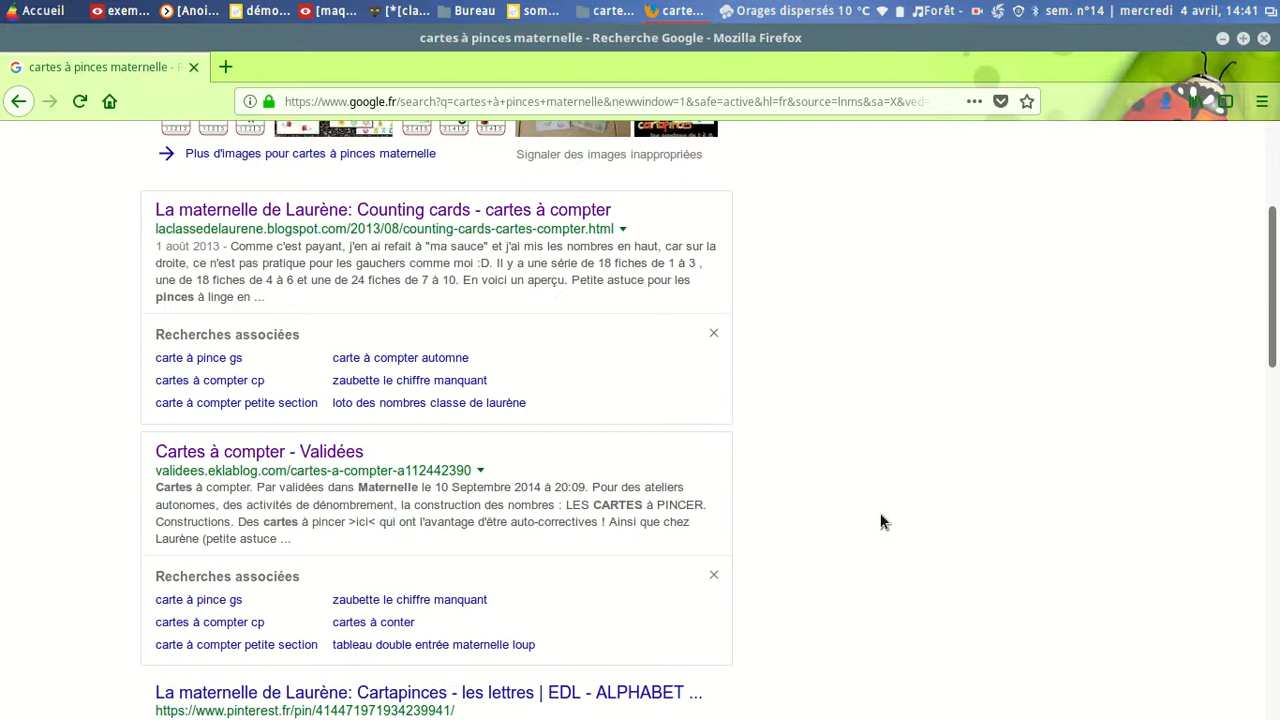 Accueil exem... [Anoi... démo... [maq... [*[cla... Bureau som... carte... carte... Orages dispersés 10 °C Forêt - sem. n°14 | mercredi 4 avril, 14:41
cartes à pinces maternelle - Recherche Google - Mozilla Firefox
cartes à pinces maternelle -
https://www.google.fr/search?q=cartes+à+pinces+maternelle&newwindow=1&safe=active&hl=fr&source=lnms&sa=X&ved=
Plus d'images pour cartes à pinces maternelle Signaler des images inappropriées
La maternelle de Laurène: Counting cards - cartes à compter
laclassedelaurene.blogspot.com/2013/08/counting-cards-cartes-compter.html
1 août 2013 - Comme c'est payant, j'en ai refait à "ma sauce" et j'ai mis les nombres en haut, car sur la
droite, ce n'est pas pratique pour les gauchers comme moi :D. Il y a une série de 18 fiches de 1 à 3 ,
une de 18 fiches de 4 à 6 et une de 24 fiches de 7 à 10. En voici un aperçu. Petite astuce pour les
pinces à linge en ...
Recherches associées
carte à pince gs carte à compter automne
cartes à compter cp zaubette le chiffre manquant
carte à compter petite section loto des nombres classe de laurène
Cartes à compter - Validées
validees.eklablog.com/cartes-a-compter-a112442390
Cartes à compter. Par validées dans Maternelle le 10 Septembre 2014 à 20:09. Pour des ateliers
autonomes, des activités de dénombrement, la construction des nombres : LES CARTES à PINCER.
Constructions. Des cartes à pincer >ici< qui ont l'avantage d'être auto-correctives ! Ainsi que chez
Laurène (petite astuce ...
Recherches associées
carte à pince gs zaubette le chiffre manquant
cartes à compter cp cartes à conter
carte à compter petite section tableau double entrée maternelle loup
La maternelle de Laurène: Cartapinces - les lettres | EDL - ALPHABET ...
https://www.pinterest.fr/pin/414471971934239941/